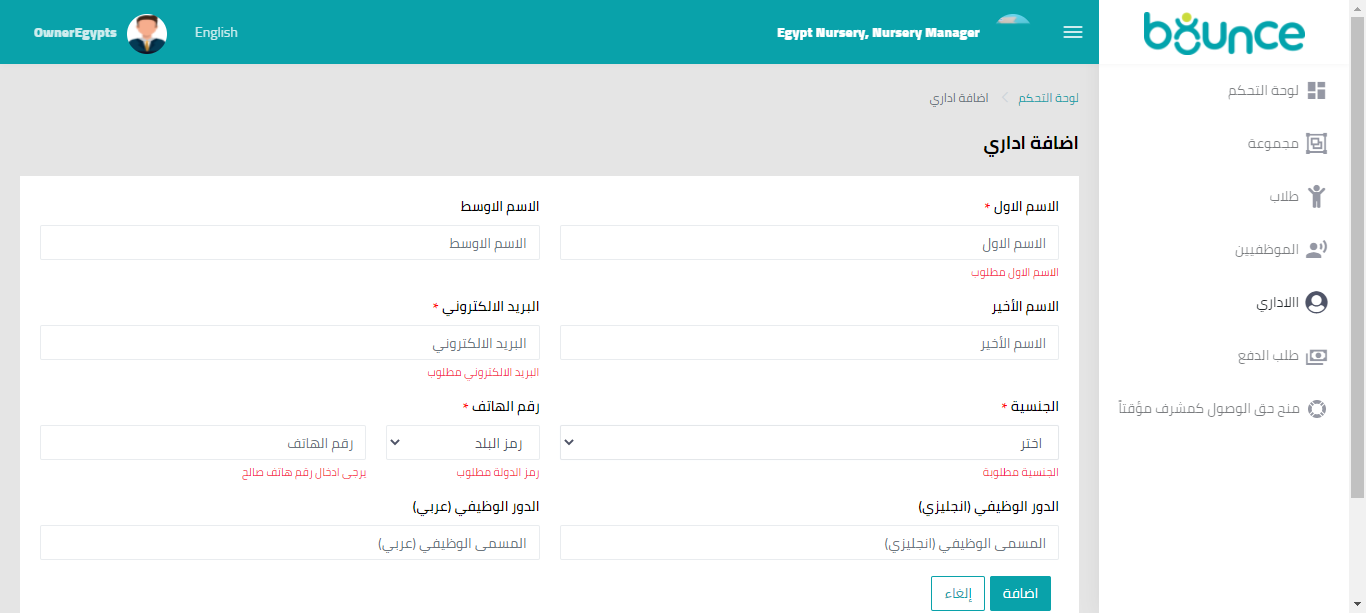 bounce
Egypt Nursery, Nursery Manager
English
OwnerEgypts
لوحة التحكم
مجموعة
طلاب
الموظفيين
االاداري
طلب الدفع
منح حق الوصول كمشرف مؤقتاً
لوحة التحكم
اضافة اداري
اضافة اداري
الاسم الاول *
الاسم الاوسط
الاسم الاول
الاسم الاوسط
الاسم الاول مطلوب
الاسم الأخير
البريد الالكتروني *
الاسم الأخير
البريد الالكتروني
البريد الالكتروني مطلوب
الجنسية *
رقم الهاتف *
اختر
رمز البلد
رقم الهاتف
الجنسية مطلوبة
رمز الدولة مطلوب
يرجى ادخال رقم هاتف صالح
الدور الوظيفي (انجليزي)
الدور الوظيفي (عربي)
المسمى الوظيفي (انجليزي)
المسمى الوظيفي (عربي)
اضافة
إلغاء